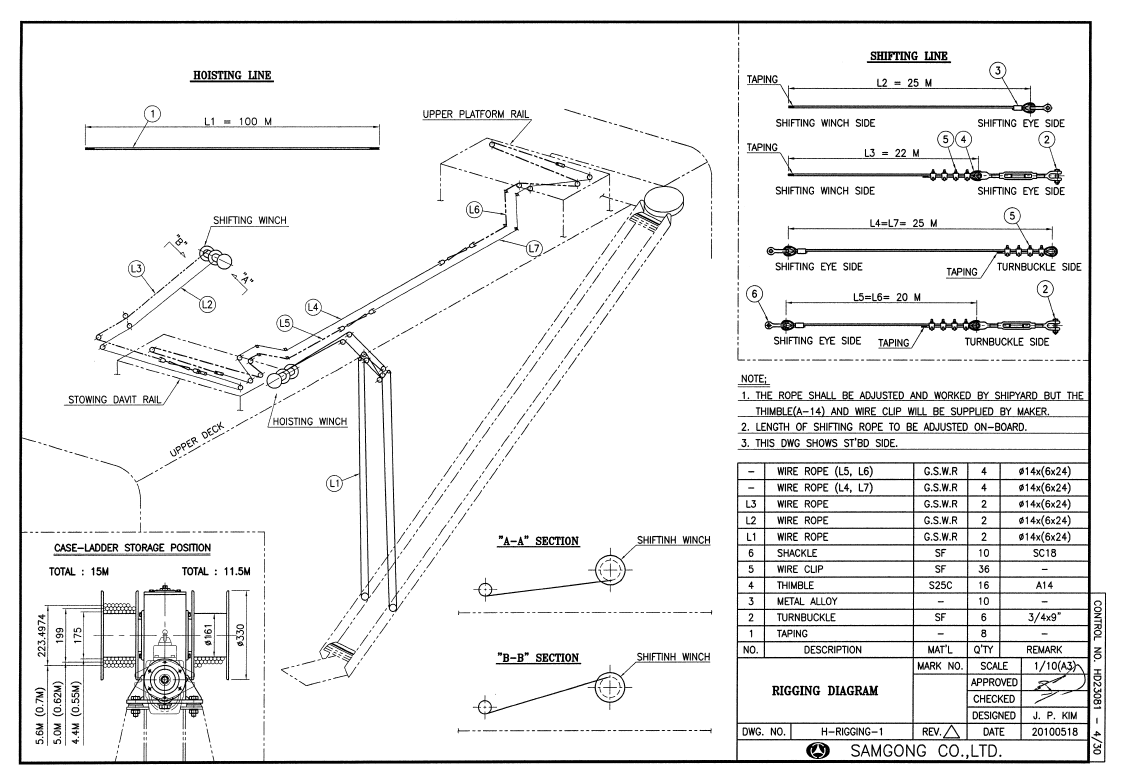 HOISTING LINE
1
L1 = 100 M
UPPER PLATFORM RAIL
SHIFTING WINCH
"B"
"A"
L3
L2
L6
L7
L4
L5
STOWING DAVIT RAIL
HOISTING WINCH
UPPER DECK
L1
SHIFTING LINE
TAPING
L2 = 25 M
3
SHIFTING WINCH SIDE
SHIFTING EYE SIDE
TAPING
L3 = 22 M
5
4
2
SHIFTING WINCH SIDE
SHIFTING EYE SIDE
L4=L7= 25 M
5
SHIFTING EYE SIDE
TAPING
TURNBUCKLE SIDE
6
L5=L6= 20 M
2
SHIFTING EYE SIDE
TAPING
TURNBUCKLE SIDE
NOTE;
1. THE ROPE SHALL BE ADJUSTED AND WORKED BY SHIPYARD BUT THE
THIMBLE(A-14) AND WIRE CLIP WILL BE SUPPLIED BY MAKER.
2. LENGTH OF SHIFTING ROPE TO BE ADJUSTED ON-BOARD.
3. THIS DWG SHOWS ST'BD SIDE.
- WIRE ROPE (L5, L6) G.S.W.R 4 ø14x(6x24)
- WIRE ROPE (L4, L7) G.S.W.R 4 ø14x(6x24)
L3 WIRE ROPE G.S.W.R 2 ø14x(6x24)
L2 WIRE ROPE G.S.W.R 2 ø14x(6x24)
L1 WIRE ROPE G.S.W.R 2 ø14x(6x24)
6 SHACKLE SF 10 SC18
5 WIRE CLIP SF 36 -
4 THIMBLE S25C 16 A14
3 METAL ALLOY - 10 -
2 TURNBUCKLE SF 6 3/4x9"
1 TAPING - 8 -
NO. DESCRIPTION MAT'L Q'TY REMARK
RIGGING DIAGRAM
MARK NO. SCALE 1/10(A3)
APPROVED
CHECKED
DESIGNED J. P. KIM
DWG. NO. H-RIGGING-1 REV. DATE 20100518
SAMGONG CO.,LTD.
CONTROL NO. HD23081 - 4/30
CASE-LADDER STORAGE POSITION
TOTAL : 15M
TOTAL : 11.5M
223.4974
199
175
ø161
ø330
5.6M (0.7M)
5.0M (0.62M)
4.4M (0.55M)
"A-A" SECTION
SHIFTINH WINCH
"B-B" SECTION
SHIFTINH WINCH